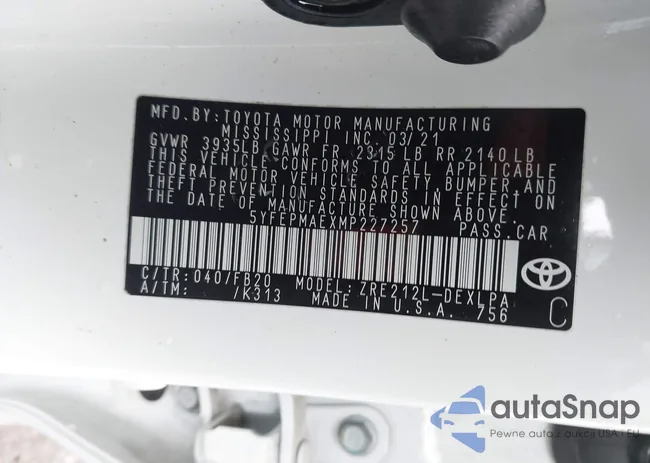 MFD. BY: TOYOTA MOTOR MANUFACTURING
MISSISSIPPI INC. 03/21
GVWR 3935LB GAWR FR 2315 LB RR 2140 LB
THIS VEHICLE CONFORMS TO ALL APPLICABLE
FEDERAL MOTOR VEHICLE SAFETY, BUMPER, AND
THEFT PREVENTION STANDARDS IN EFFECT ON
THE DATE OF MANUFACTURE SHOWN ABOVE.
5YFEPMAEXMP227257 PASS. CAR
C/TR: 040/FB20 MODEL: ZRE212L-DEXLPA
A/TM: /K313 MADE IN U.S.A. 756
C
autoSnap
Pewne auta z aukcji USA i EU